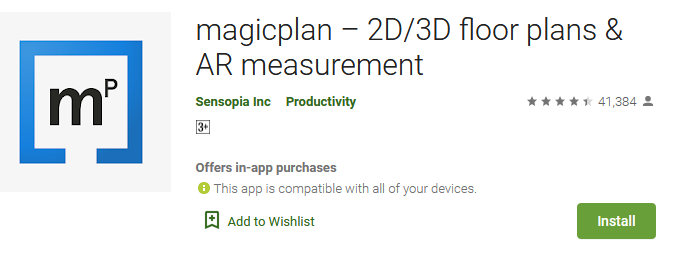 mP
magicplan – 2D/3D floor plans &
AR measurement
Sensopia Inc Productivity 41,384
3+
Offers in-app purchases
This app is compatible with all of your devices.
Add to Wishlist
Install